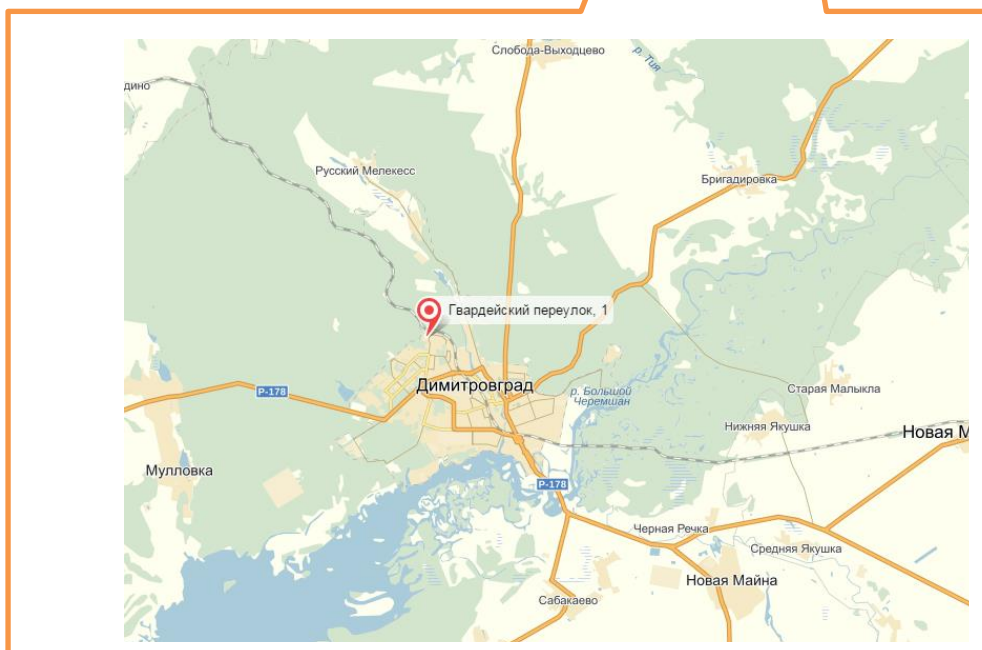 Слобода-Выходцево
р. Тия
дино
Русский Мелекесс
Бригадировка
Гвардейский переулок, 1
Димитровград
Р-178
р. Большой
Черемшан
Старая Малыкла
Нижняя Якушка
Новая М
Мулловка
Р-178
Черная Речка
Средняя Якушка
Новая Майна
Сабакаево